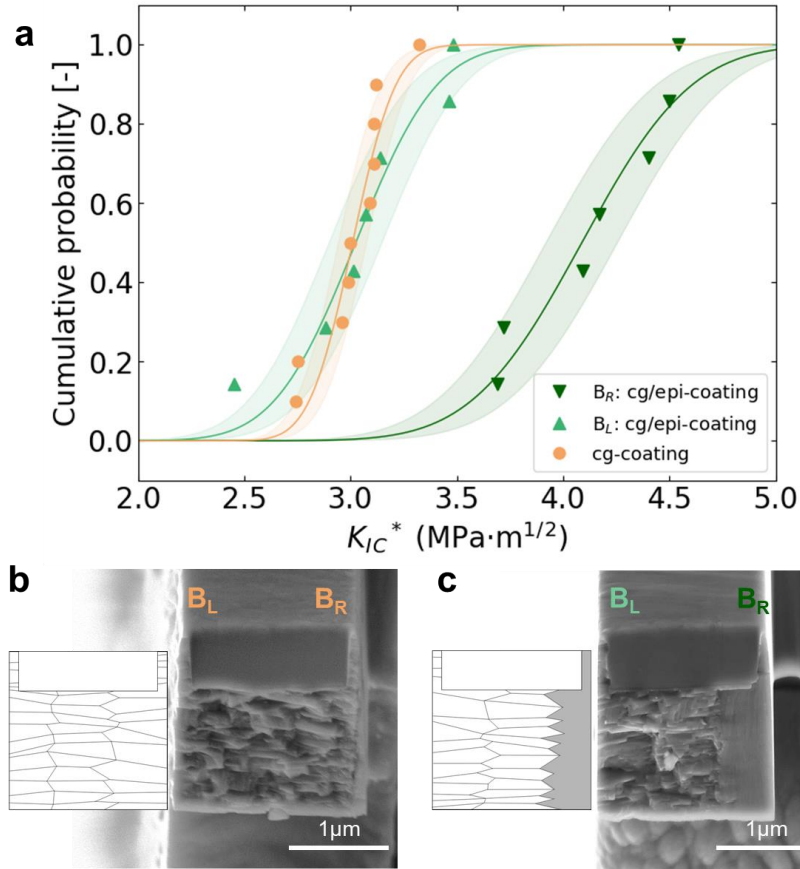 a
Cumulative probability [-]
1.0
0.8
0.6
0.4
0.2
0.0
B_R: cg/epi-coating
B_L: cg/epi-coating
cg-coating
2.0 2.5 3.0 3.5 4.0 4.5 5.0
K_IC* (MPa·m^1/2)
b
B_L B_R
1μm
c
B_L B_R
1μm